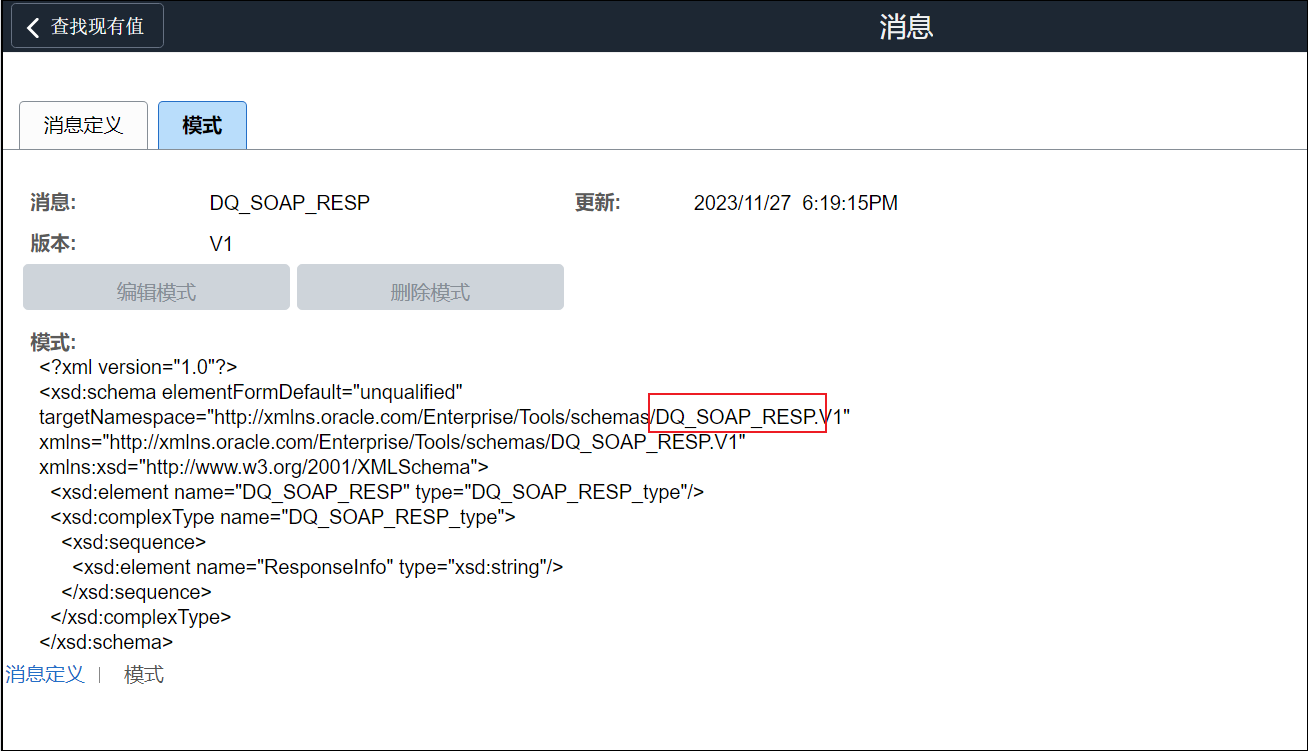 查找现有值
消息
消息定义
模式
消息: DQ_SOAP_RESP 更新: 2023/11/27 6:19:15PM
版本: V1
编辑模式 删除模式
模式:
<?xml version="1.0"?>
<xsd:schema elementFormDefault="unqualified"
targetNamespace="http://xmlns.oracle.com/Enterprise/Tools/schemas/DQ_SOAP_RESP.V1"
xmlns="http://xmlns.oracle.com/Enterprise/Tools/schemas/DQ_SOAP_RESP.V1"
xmlns:xsd="http://www.w3.org/2001/XMLSchema">
<xsd:element name="DQ_SOAP_RESP" type="DQ_SOAP_RESP_type"/>
<xsd:complexType name="DQ_SOAP_RESP_type">
<xsd:sequence>
<xsd:element name="ResponseInfo" type="xsd:string"/>
</xsd:sequence>
</xsd:complexType>
</xsd:schema>
消息定义 | 模式